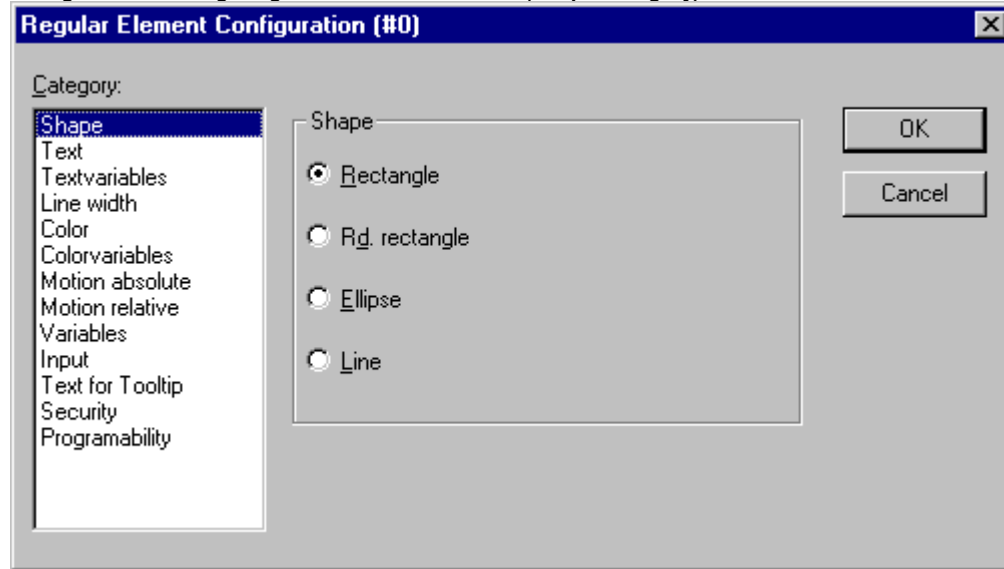 Regular Element Configuration (#0)
Category:
Shape
Text
Textvariables
Line width
Color
Colorvariables
Motion absolute
Motion relative
Variables
Input
Text for Tooltip
Security
Programability
Shape
Rectangle
Rd. rectangle
Ellipse
Line
OK
Cancel